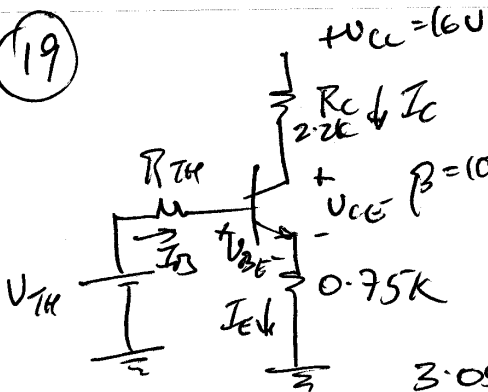 19
+VCC = 16V
RC ↓ IC
2.2K
RTH
+
VCE β = 10
-
→
IB
+VBE-
VTH
0.75K
IE↓
3.0